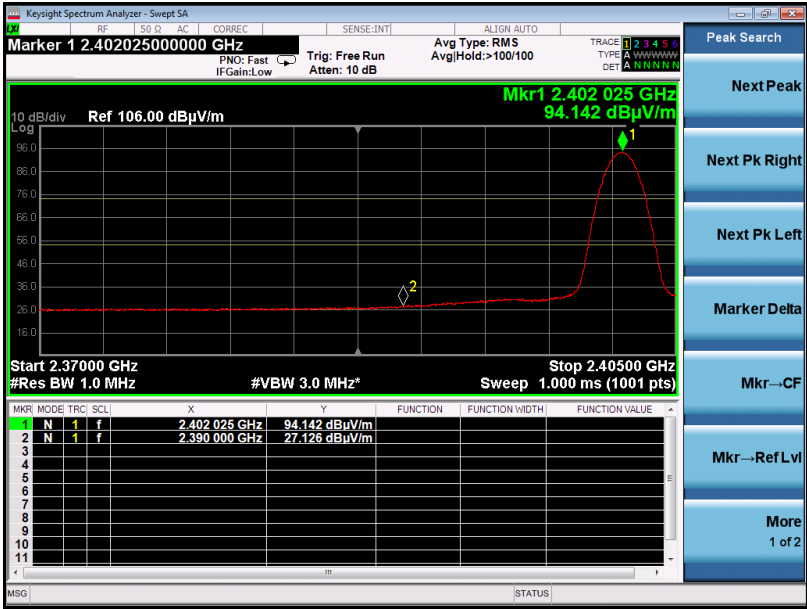 Keysight Spectrum Analyzer - Swept SA
LXI RF 50 Ω AC CORREC SENSE:INT ALIGN AUTO
Marker 1 2.402025000000 GHz
PNO: Fast
IFGain:Low
Trig: Free Run
Atten: 10 dB
Avg Type: RMS
Avg|Hold:>100/100
TRACE 1 2 3 4 5 6
TYPE A WWWWW
DET A N N N N N
Peak Search
Mkr1 2.402 025 GHz
94.142 dBµV/m
10 dB/div Ref 106.00 dBµV/m
Log
96.0
86.0
76.0
66.0
56.0
46.0
36.0
26.0
16.0
1
2
Start 2.37000 GHz Stop 2.40500 GHz
#Res BW 1.0 MHz #VBW 3.0 MHz* Sweep 1.000 ms (1001 pts)
MKR MODE TRC SCL X Y FUNCTION FUNCTION WIDTH FUNCTION VALUE
1 N 1 f 2.402 025 GHz 94.142 dBµV/m
2 N 1 f 2.390 000 GHz 27.126 dBµV/m
3
4
5
6
7
8
9
10
11
MSG STATUS
Next Peak
Next Pk Right
Next Pk Left
Marker Delta
Mkr→CF
Mkr→Ref Lvl
More
1 of 2